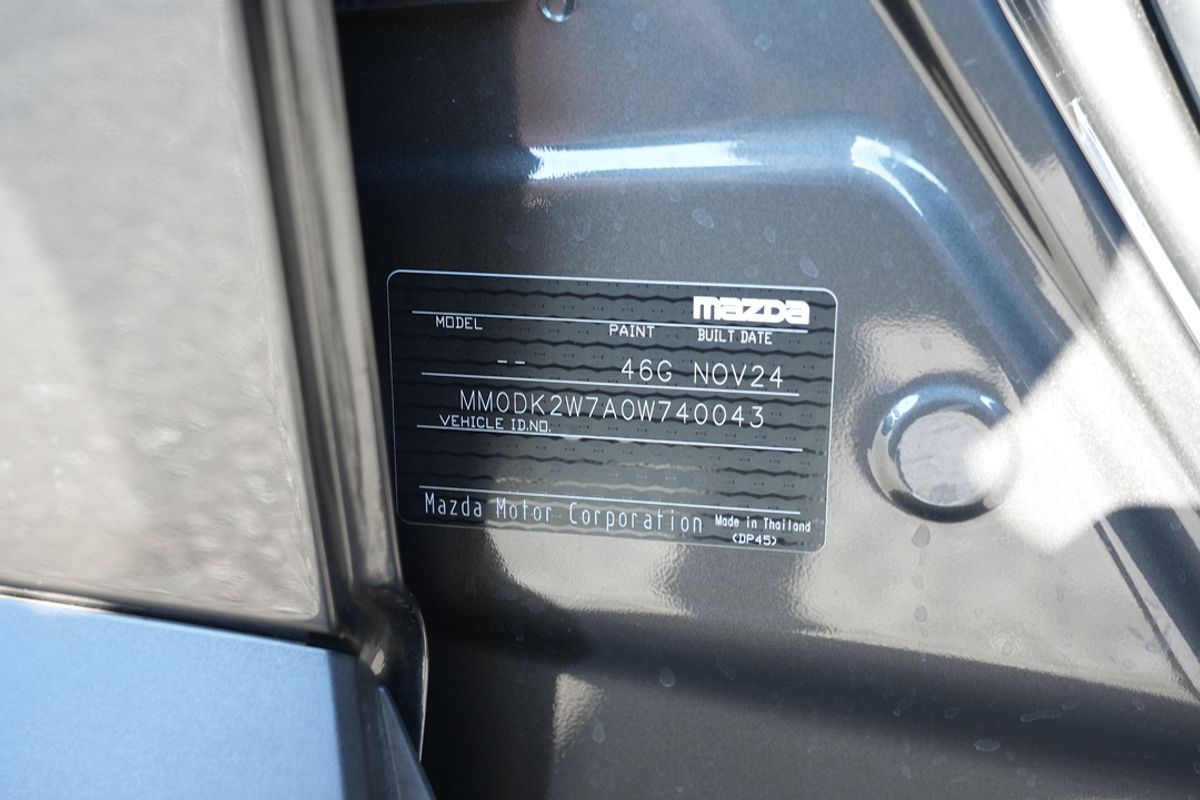 mazda
MODEL PAINT BUILT DATE
-- 46G NOV24
MM0DK2W7A0W740043
VEHICLE ID.NO.
Mazda Motor Corporation Made in Thailand
(DP45)